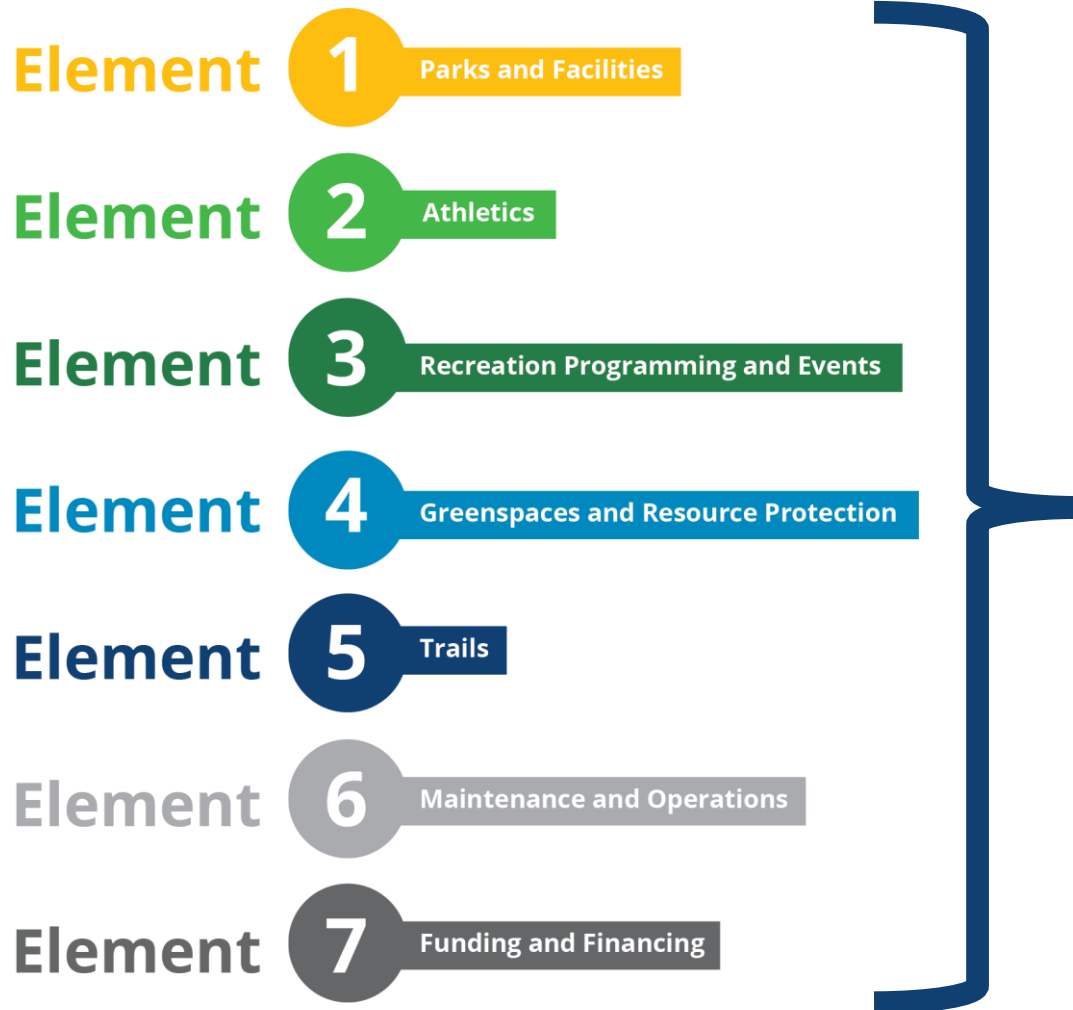 Element 1 Parks and Facilities
Element 2 Athletics
Element 3 Recreation Programming and Events
Element 4 Greenspaces and Resource Protection
Element 5 Trails
Element 6 Maintenance and Operations
Element 7 Funding and Financing